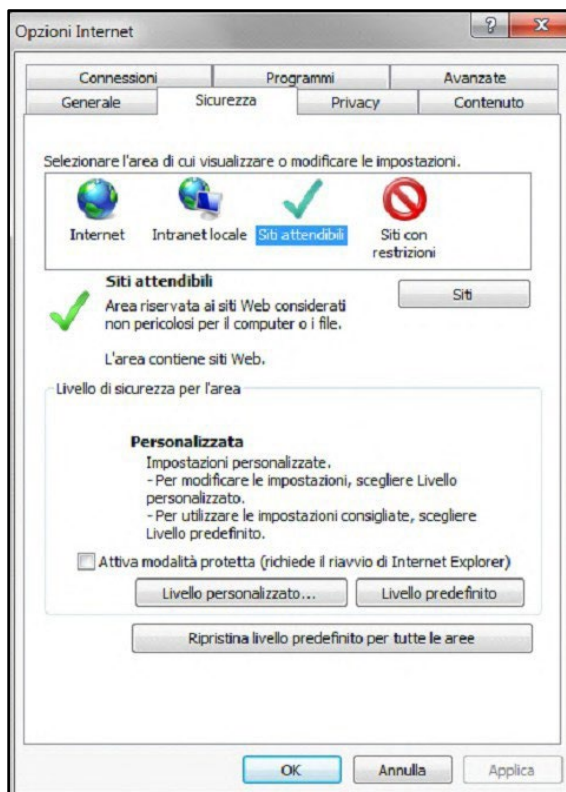 Opzioni Internet
Connessioni Programmi Avanzate
Generale Sicurezza Privacy Contenuto
Selezionare l'area di cui visualizzare o modificare le impostazioni.
Internet Intranet locale Siti attendibili Siti con
restrizioni
Siti attendibili
Siti
Area riservata ai siti Web considerati
non pericolosi per il computer o i file.
L'area contiene siti Web.
Livello di sicurezza per l'area
Personalizzata
Impostazioni personalizzate.
-Per modificare le impostazioni, scegliere Livello
personalizzato.
-Per utilizzare le impostazioni consigliate, scegliere
Livello predefinito.
Attiva modalità protetta (richiede il riavvio di Internet Explorer)
Livello personalizzato... Livello predefinito
Ripristina livello predefinito per tutte le aree
OK Annulla Applica